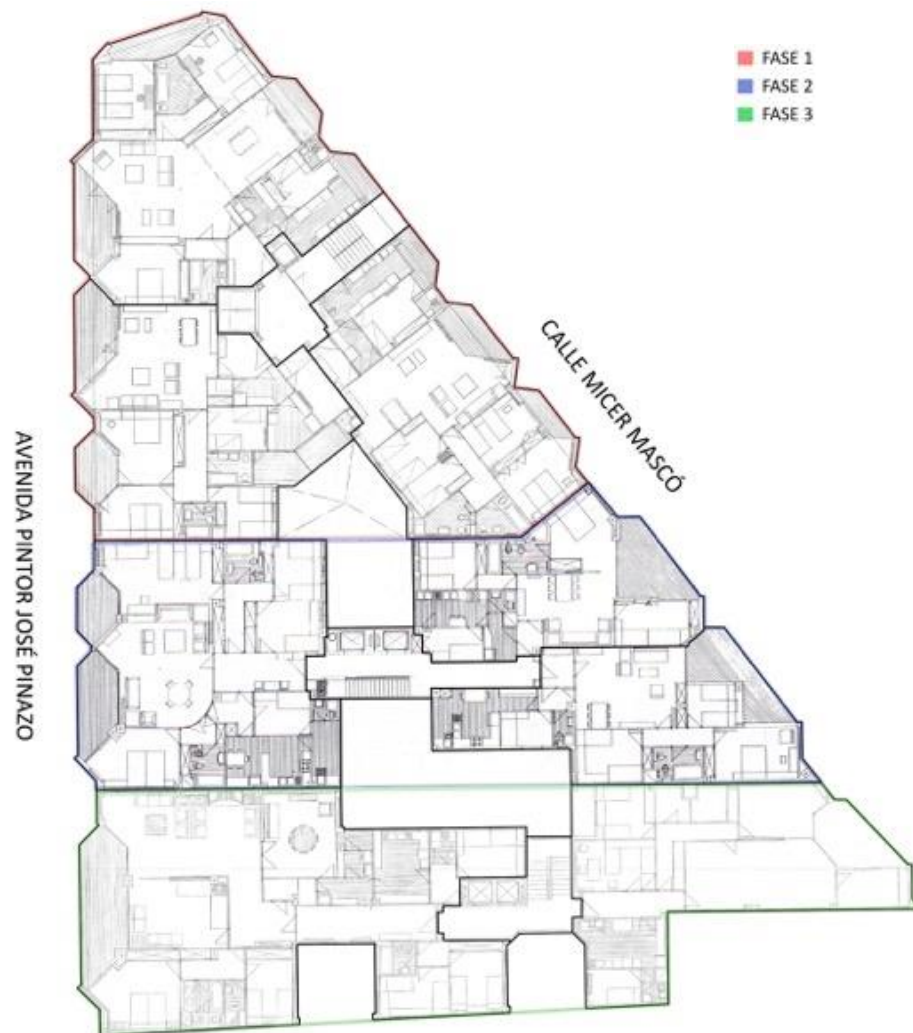 FASE 1
FASE 2
FASE 3
CALLE MICER MASCÓ
AVENIDA PINTOR JOSÉ PINAZO